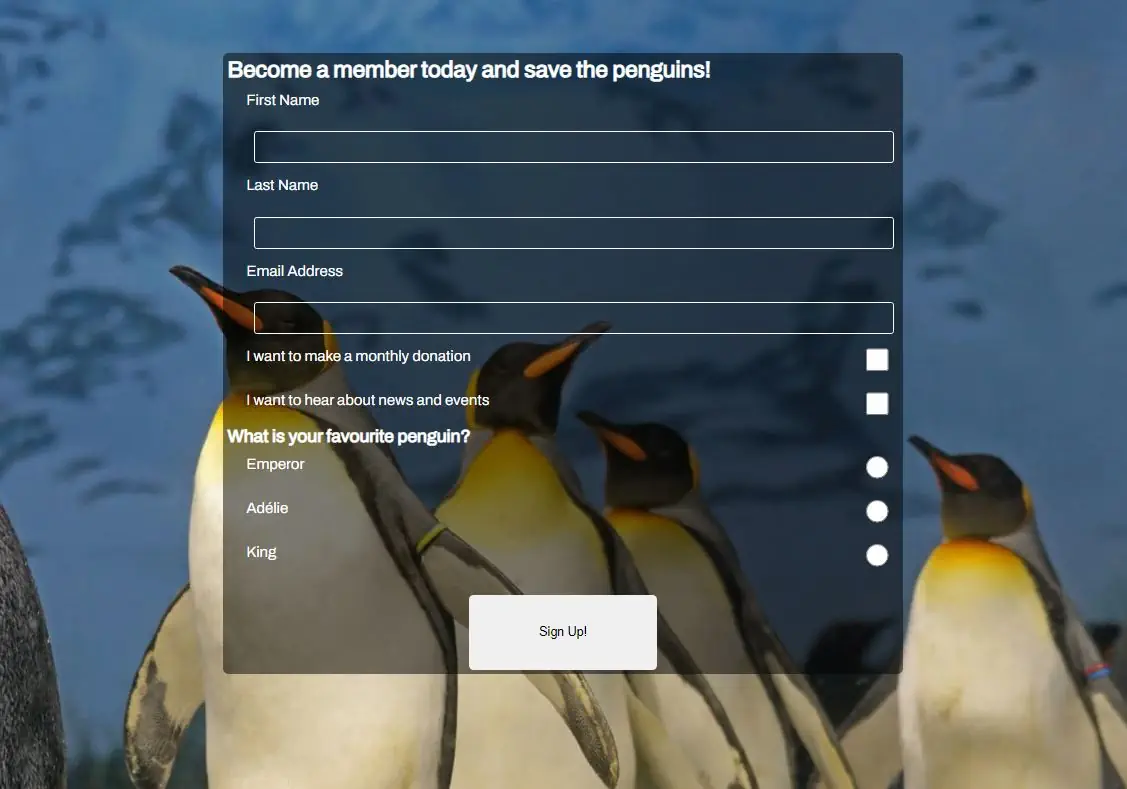 Become a member today and save the penguins!
First Name
Last Name
Email Address
I want to make a monthly donation
I want to hear about news and events
What is your favourite penguin?
Emperor
Adélie
King
Sign Up!